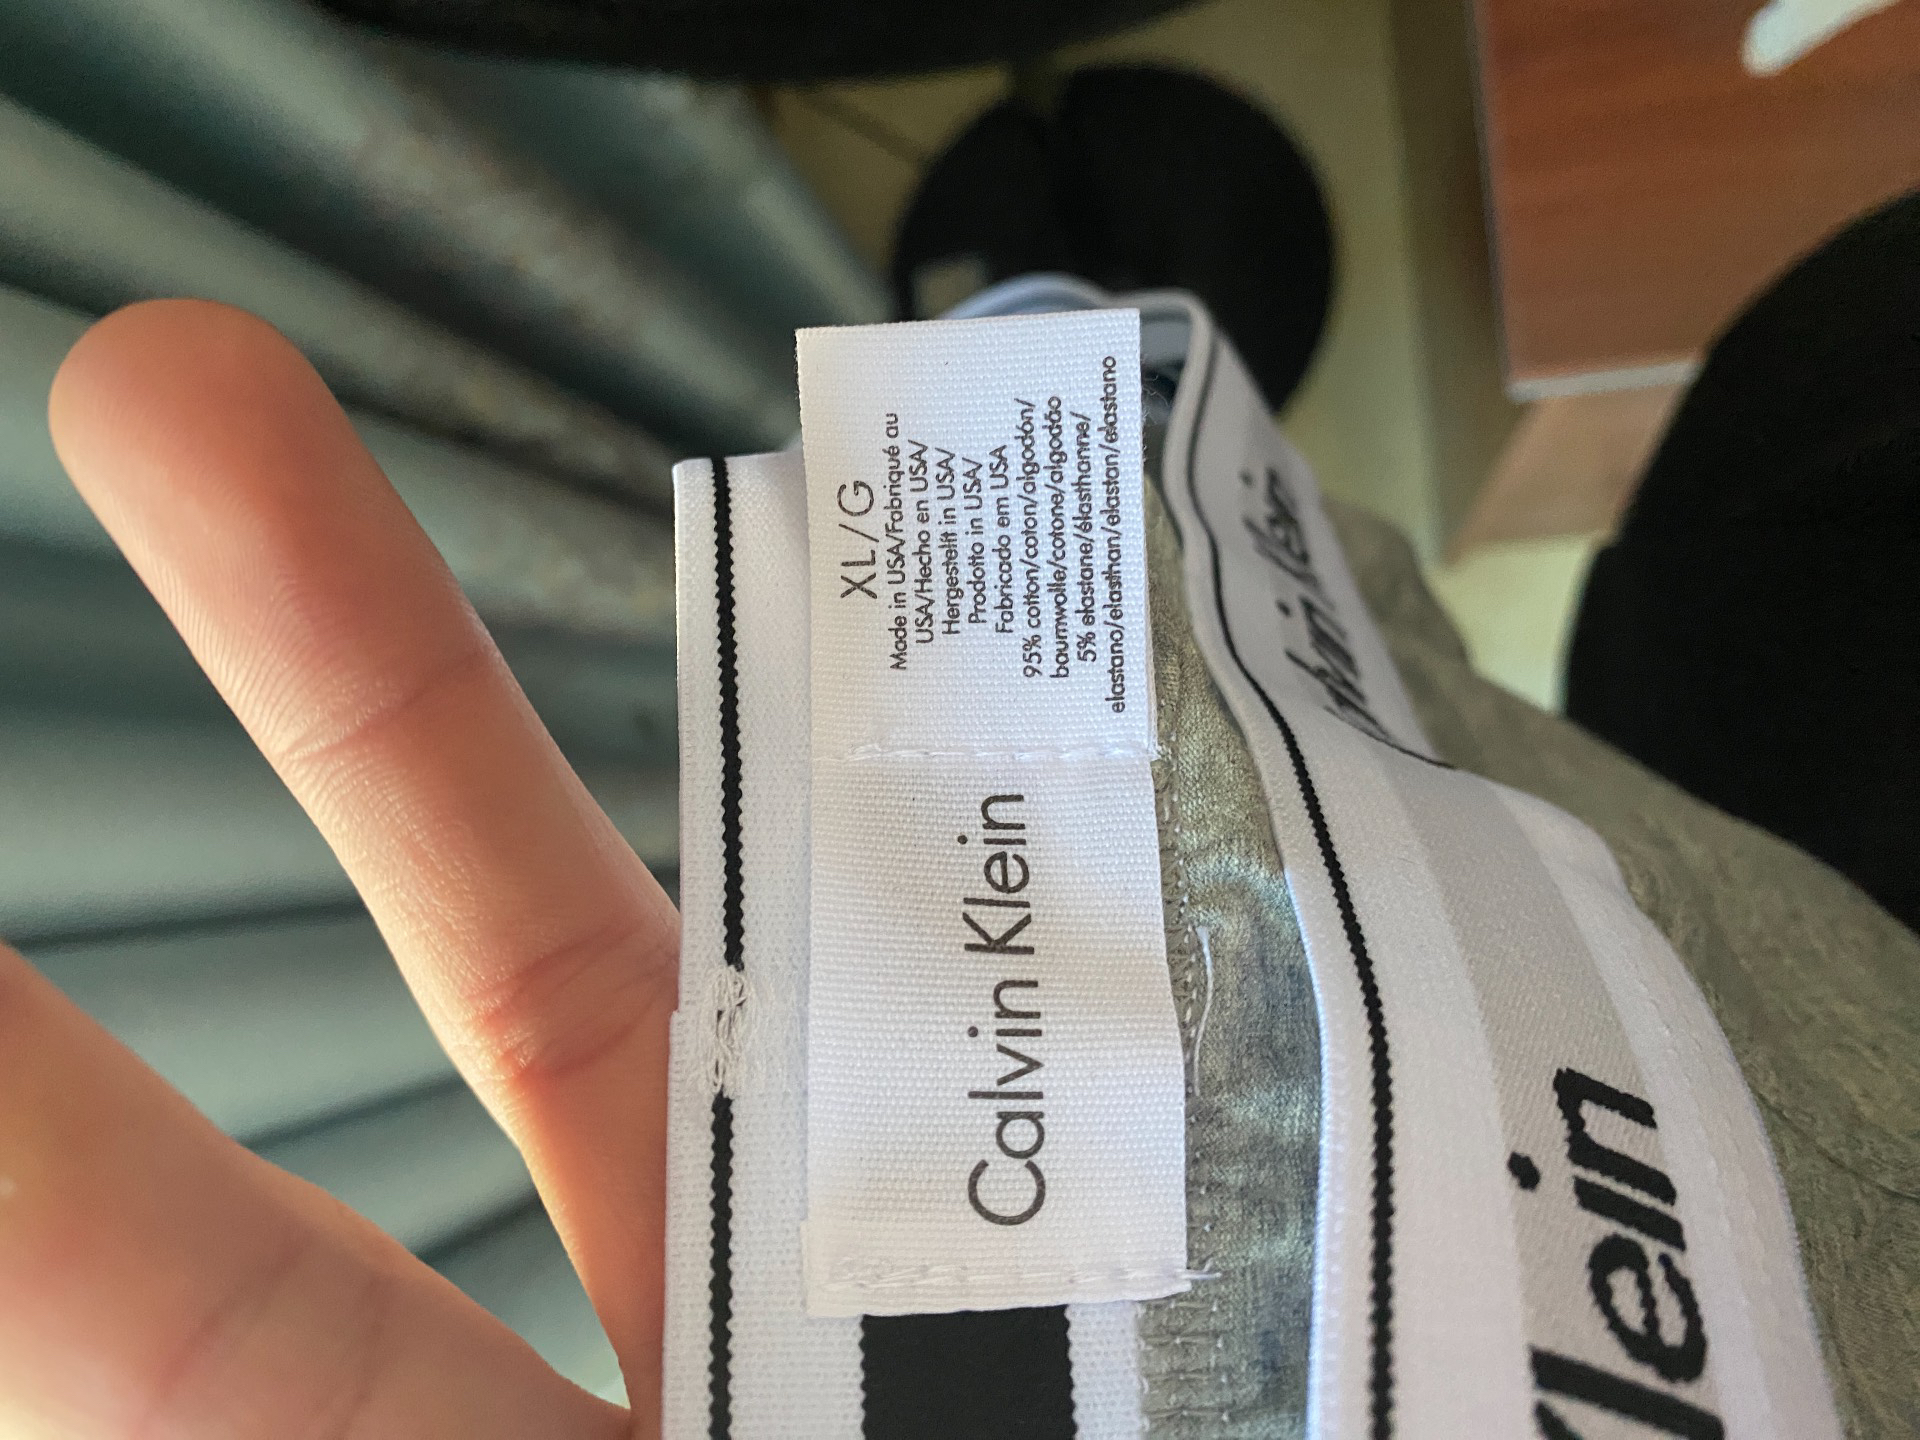 XL/G
Made in USA/Fabriqué au
USA/Hecho en USA/
Hergestelt in USA/
Prodotto in USA/
Fabricado em USA
95% cotton/coton/algodón/
baumwolle/cotone/algodão
5% elastane/élasthanne/
elastano/elasthan/elastan/elastano
Calvin Klein
Klein